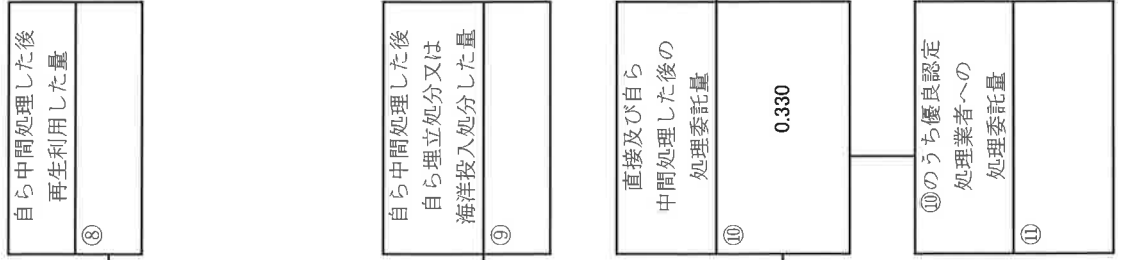 自ら中間処理した後
再生利用した量
⑧
自ら中間処理した後
自ら埋立処分又は
海洋投入処分した量
⑨
直接及び自ら
中間処理した後の
処理委託量
⑩
0.330
⑩のうち優良認定
処理業者への
処理委託量
⑪